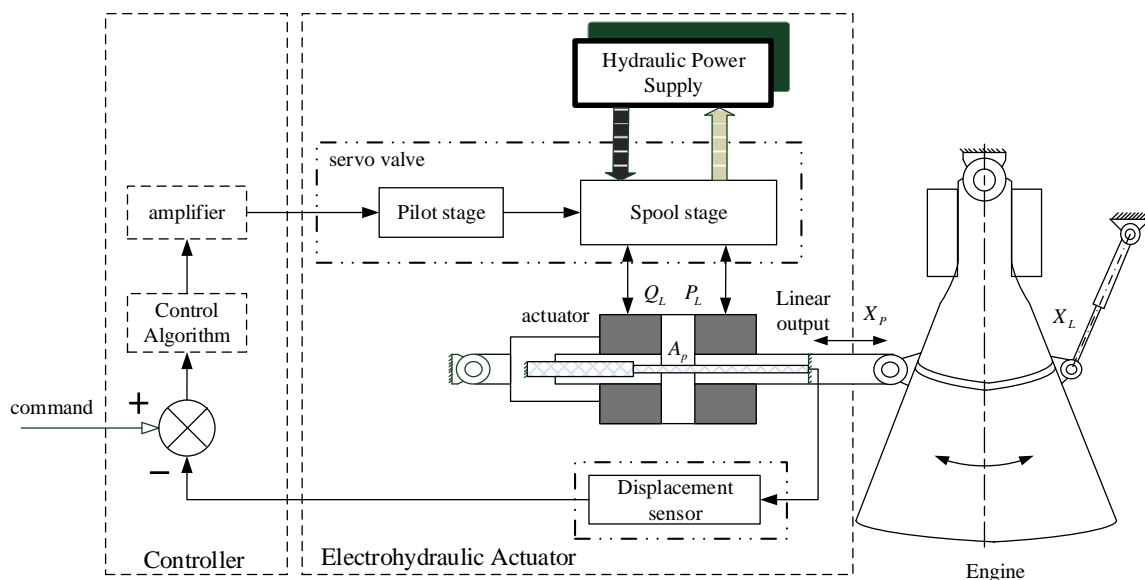 Hydraulic Power
Supply
servo valve
amplifier
Pilot stage
Spool stage
Control
Algorithm
Q_L
P_L
Linear
output
X_P
X_L
actuator
A_p
command
+
−
Displacement
sensor
Controller
Electrohydraulic Actuator
Engine